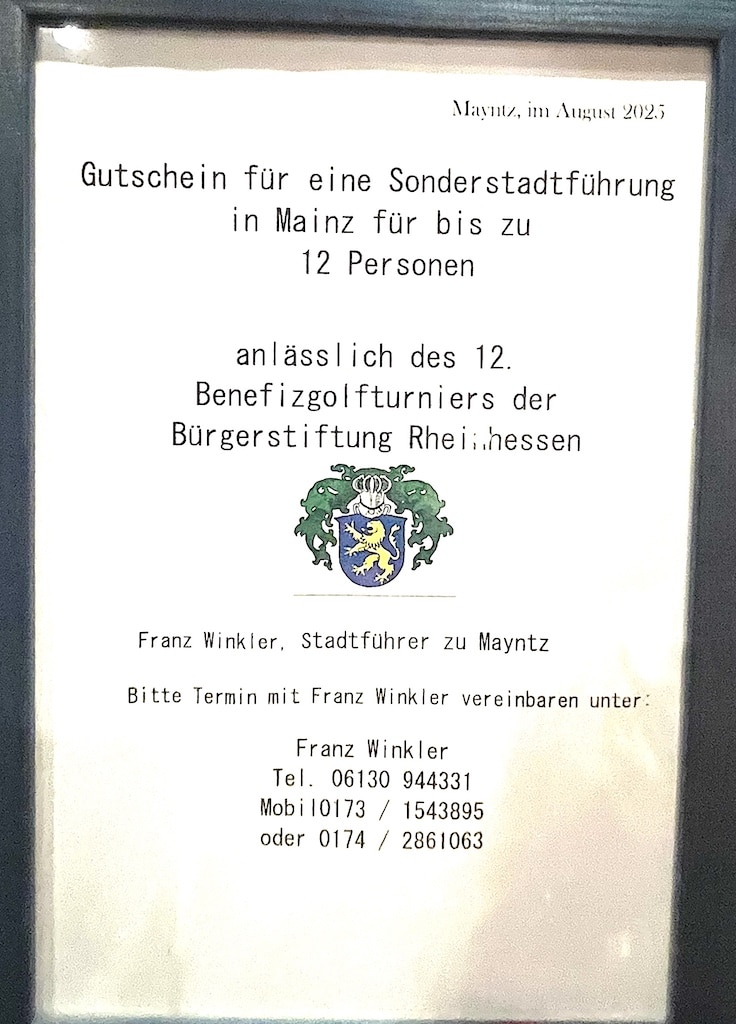 Mayntz, im August 2025
Gutschein für eine Sonderstadtführung
in Mainz für bis zu
12 Personen
anlässlich des 12.
Benefizgolfturniers der
Bürgerstiftung Rheinhessen
Franz Winkler, Stadtführer zu Mayntz
Bitte Termin mit Franz Winkler vereinbaren unter:
Franz Winkler
Tel. 06130 944331
Mobil0173 / 1543895
oder 0174 / 2861063